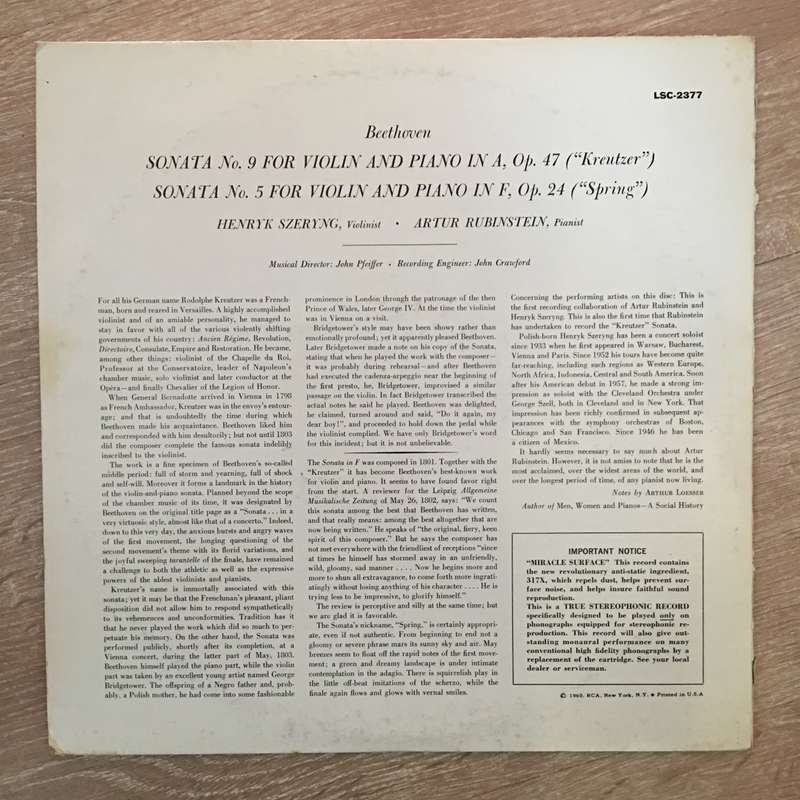 LSC-2377
Beethoven
SONATA No. 9 FOR VIOLIN AND PIANO IN A, Op. 47 (“Kreutzer”)
SONATA No. 5 FOR VIOLIN AND PIANO IN F, Op. 24 (“Spring”)
HENRYK SZERYNG, Violinist • ARTUR RUBINSTEIN, Pianist
Musical Director: John Pfeiffer • Recording Engineer: John Crawford
For all his German name Rodolphe Kreutzer was a French-
man, born and reared in Versailles. A highly accomplished
violinist and of an amiable personality, he managed to
stay in favor with all of the various violently shifting
governments of his country: Ancien Régime, Revolution,
Directoire, Consulate, Empire and Restoration. He became,
among other things: violinist of the Chapelle du Roi,
Professor at the Conservatoire, leader of Napoleon's
chamber music, solo violinist and later conductor at the
Opéra—and finally Chevalier of the Legion of Honor.
When General Bernadotte arrived in Vienna in 1798
as French Ambassador, Kreutzer was in the envoy's entour-
age; and that is undoubtedly the time during which
Beethoven made his acquaintance. Beethoven liked him
and corresponded with him desultorily; but not until 1803
did the composer complete the famous sonata indelibly
inscribed to the violinist.
The work is a fine specimen of Beethoven's so-called
middle period: full of storm and yearning, full of shock
and self-will. Moreover it forms a landmark in the history
of the violin-and-piano sonata. Planned beyond the scope
of the chamber music of its time, it was designated by
Beethoven on the original title page as a “Sonata . . . in a
very virtuosic style, almost like that of a concerto.” Indeed,
down to this very day, the anxious bursts and angry waves
of the first movement, the longing questioning of the
second movement's theme with its florid variations, and
the joyful sweeping tarantelle of the finale, have remained
a challenge to both the athletic as well as the expressive
powers of the ablest violinists and pianists.
Kreutzer's name is immortally associated with this
sonata; yet it may be that the Frenchman's pleasant, pliant
disposition did not allow him to respond sympathetically
to its vehemences and unconformities. Tradition has it
that he never played the work which did so much to per-
petuate his memory. On the other hand, the Sonata was
performed publicly, shortly after its completion, at a
Vienna concert, during the latter part of May, 1803.
Beethoven himself played the piano part, while the violin
part was taken by an excellent young artist named George
Bridgetower. The offspring of a Negro father and, prob-
ably, a Polish mother, he had come into some fashionable
prominence in London through the patronage of the then
Prince of Wales, later George IV. At the time the violinist
was in Vienna on a visit.
Bridgetower's style may have been showy rather than
emotionally profound; yet it apparently pleased Beethoven.
Later Bridgetower made a note on his copy of the Sonata,
stating that when he played the work with the composer—
it was probably during rehearsal—and after Beethoven
had executed the cadenza-arpeggio near the beginning of
the first presto, he, Bridgetower, improvised a similar
passage on the violin. In fact Bridgetower transcribed the
actual notes he said he played. Beethoven was delighted,
he claimed, turned around and said, “Do it again, my
dear boy!”, and proceeded to hold down the pedal while
the violinist complied. We have only Bridgetower's word
for this incident; but it is not unbelievable.
The Sonata in F was composed in 1801. Together with the
“Kreutzer” it has become Beethoven's best-known work
for violin and piano. It seems to have found favor right
from the start. A reviewer for the Leipzig Allgemeine
Musikalische Zeitung of May 26, 1802, says: “We count
this sonata among the best that Beethoven has written,
and that really means: among the best altogether that are
now being written.” He speaks of “the original, fiery, keen
spirit of this composer.” But he says the composer has
not met everywhere with the friendliest of receptions “since
at times he himself has stormed away in an unfriendly,
wild, gloomy, sad manner . . . . Now he begins more and
more to shun all extravagance, to come forth more ingrati-
atingly without losing anything of his character . . . . He is
trying less to be impressive, to glorify himself.”
The review is perceptive and silly at the same time; but
we are glad it is favorable.
The Sonata's nickname, “Spring,” is certainly appropri-
ate, even if not authentic. From beginning to end not a
gloomy or severe phrase mars its sunny sky and air. May
breezes seem to float off the rapid notes of the first move-
ment; a green and dreamy landscape is under intimate
contemplation in the adagio. There is squirrelish play in
the little off-beat imitations of the scherzo, while the
finale again flows and glows with vernal smiles.
Concerning the performing artists on this disc: This is
the first recording collaboration of Artur Rubinstein and
Henryk Szeryng. This is also the first time that Rubinstein
has undertaken to record the “Kreutzer” Sonata.
Polish-born Henryk Szeryng has been a concert soloist
since 1933 when he first appeared in Warsaw, Bucharest,
Vienna and Paris. Since 1952 his tours have become quite
far-reaching, including such regions as Western Europe,
North Africa, Indonesia, Central and South America. Soon
after his American debut in 1957, he made a strong im-
pression as soloist with the Cleveland Orchestra under
George Szell, both in Cleveland and in New York. That
impression has been richly confirmed in subsequent ap-
pearances with the symphony orchestras of Boston,
Chicago and San Francisco. Since 1946 he has been
a citizen of Mexico.
It hardly seems necessary to say much about Artur
Rubinstein. However, it is not amiss to note that he is the
most acclaimed, over the widest areas of the world, and
over the longest period of time, of any pianist now living.
Notes by ARTHUR LOESSER
Author of Men, Women and Pianos—A Social History
IMPORTANT NOTICE
“MIRACLE SURFACE” This record contains
the new revolutionary anti-static ingredient,
317X, which repels dust, helps prevent sur-
face noise, and helps insure faithful sound
reproduction.
This is a TRUE STEREOPHONIC RECORD
specifically designed to be played only on
phonographs equipped for stereophonic re-
production. This record will also give out-
standing monaural performance on many
conventional high fidelity phonographs by a
replacement of the cartridge. See your local
dealer or serviceman.
© 1960, RCA, New York, N.Y. • Printed in U.S.A